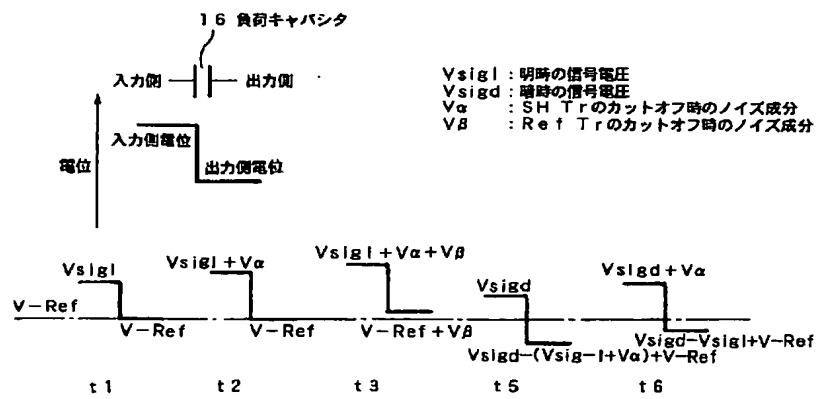 16 負荷キャパシタ
入力側
出力側
Vsigl:明時の信号電圧
Vsigd:暗時の信号電圧
Vα :SH Trのカットオフ時のノイズ成分
Vβ :Ref Trのカットオフ時のノイズ成分
電位
入力側電位
出力側電位
Vsigl
V-Ref
V-Ref
Vsigl+Vα
V-Ref
Vsigl+Vα+Vβ
V-Ref+Vβ
Vsigd
Vsigd-(Vsig-l+Vα)+V-Ref
Vsigd+Vα
Vsigd-Vsigl+V-Ref
t1 t2 t3 t5 t6